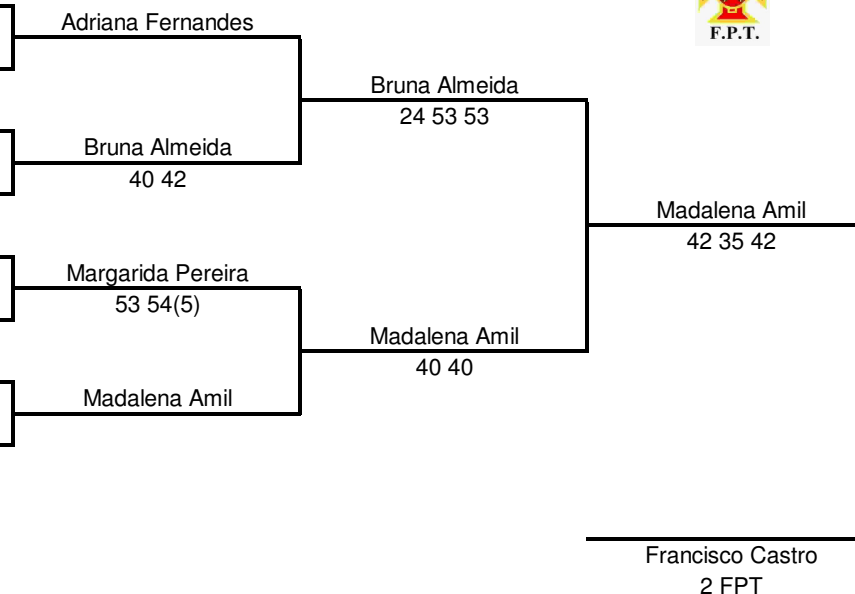 Adriana Fernandes
F.P.T.
Bruna Almeida
24 53 53
Bruna Almeida
40 42
Madalena Amil
42 35 42
Margarida Pereira
53 54(5)
Madalena Amil
40 40
Madalena Amil
Francisco Castro
2 FPT